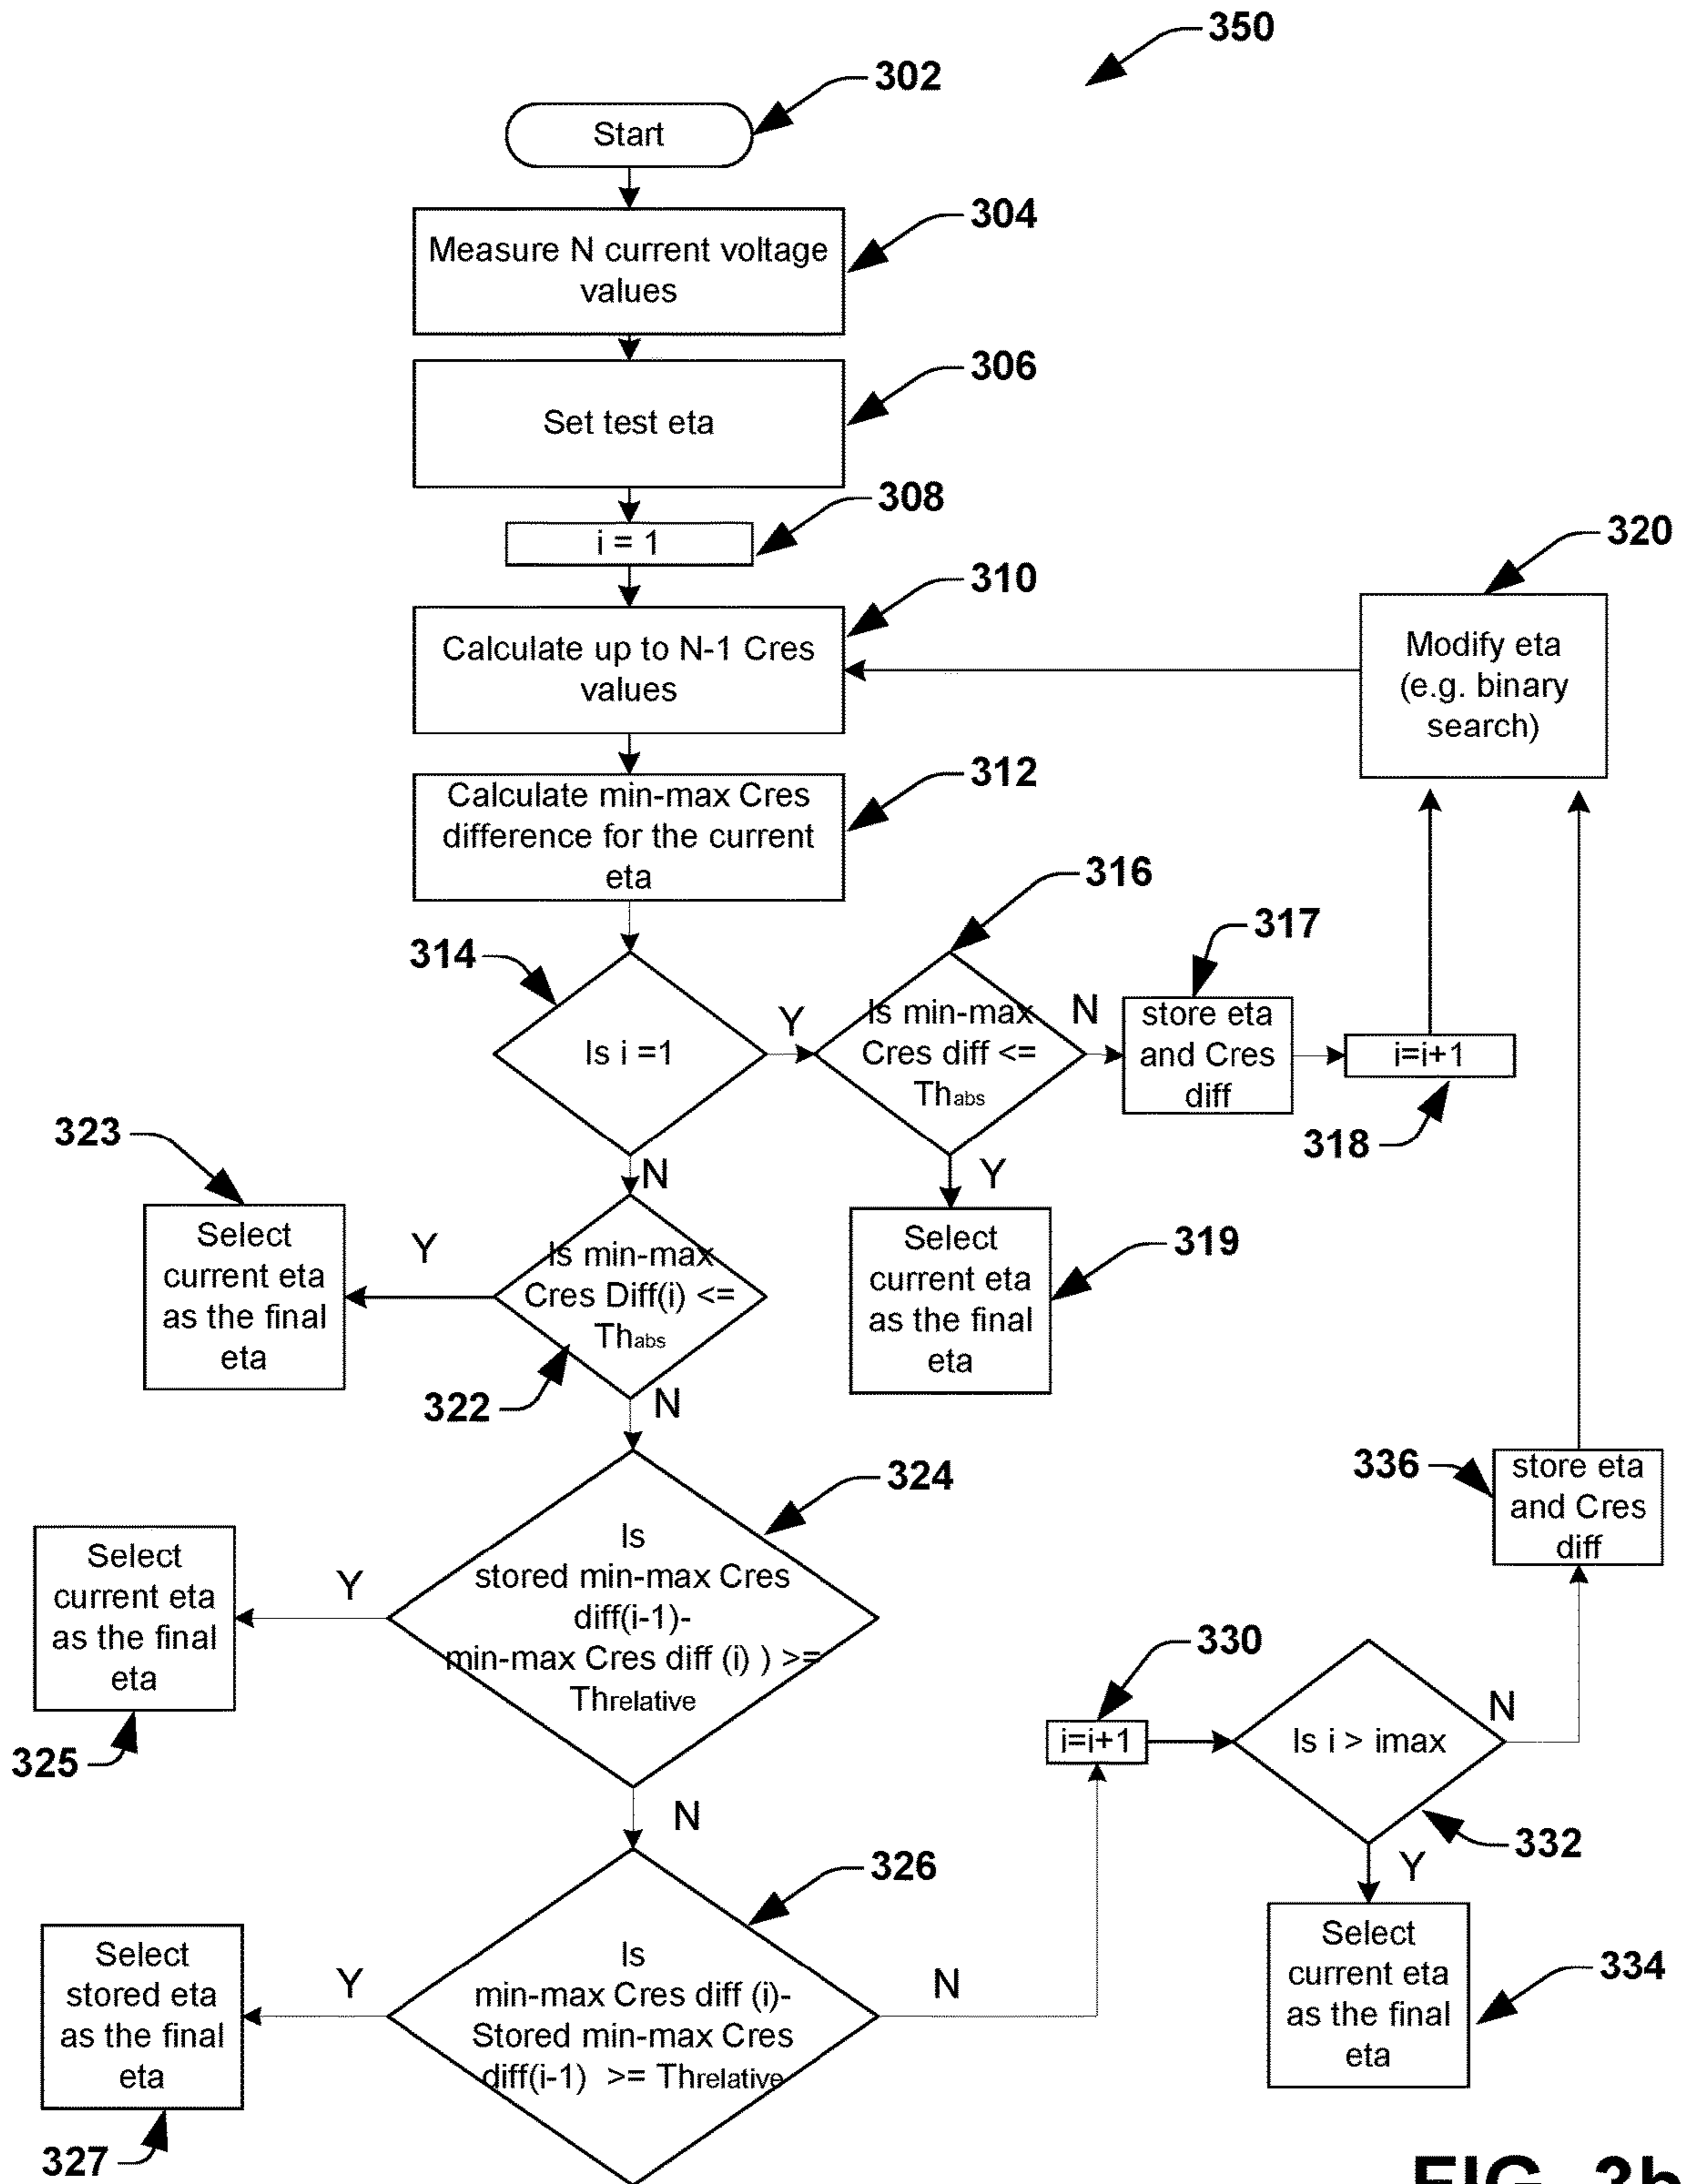 350
302
Start
304
Measure N current voltage
values
306
Set test eta
308
i = 1
310
Calculate up to N-1 Cres
values
320
Modify eta
(e.g. binary
search)
312
Calculate min-max Cres
difference for the current
eta
314
Is i =1
Y
316
Is min-max
Cres diff <=
Thabs
N
317
store eta
and Cres
diff
i=i+1
318
Y
319
Select
current eta
as the final
eta
N
323
Select
current eta
as the final
eta
Y
Is min-max
Cres Diff(i) <=
Thabs
322
N
324
Is
stored min-max Cres
diff(i-1)-
min-max Cres diff (i) ) >=
Threlative
Y
Select
current eta
as the final
eta
325
N
326
Is
min-max Cres diff (i)-
Stored min-max Cres
diff(i-1) >= Threlative
Y
Select
stored eta
as the final
eta
327
N
330
i=i+1
Is i > imax
332
N
336
store eta
and Cres
diff
Y
Select
current eta
as the final
eta
334
FIG. 3b